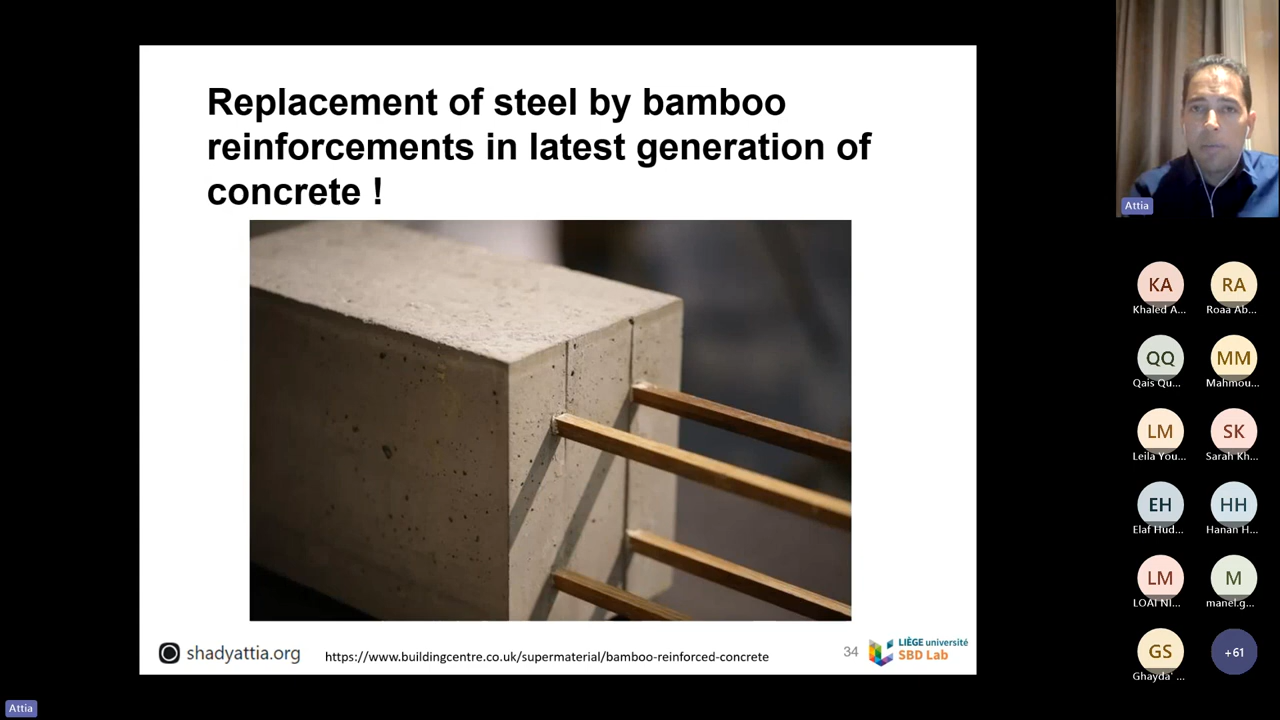 Replacement of steel by bamboo
reinforcements in latest generation of
concrete !
shadyattia.org
https://www.buildingcentre.co.uk/supermaterial/bamboo-reinforced-concrete
34
LIÈGE université
SBD Lab
Attia
KA
RA
Khaled A...
Roaa Ab...
QQ
MM
Qais Qu...
Mahmou...
LM
SK
Leila You...
Sarah Kh...
EH
HH
Elaf Hud...
Hanan H...
LM
M
LOAI NI...
manel.g...
GS
+61
Ghayda' ...
Attia